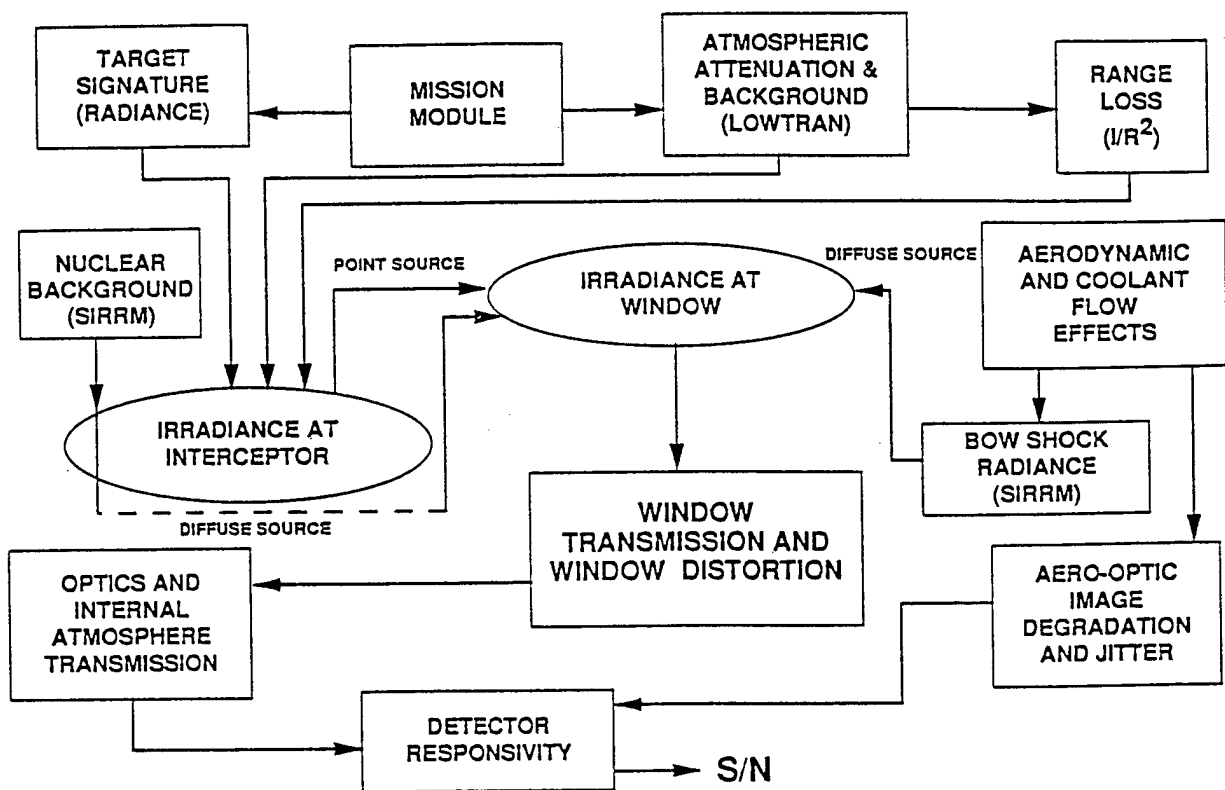 TARGET
SIGNATURE
(RADIANCE)
MISSION
MODULE
ATMOSPHERIC
ATTENUATION &
BACKGROUND
(LOWTRAN)
RANGE
LOSS
(I/R²)
NUCLEAR
BACKGROUND
(SIRRM)
POINT SOURCE
IRRADIANCE AT
WINDOW
DIFFUSE SOURCE
AERODYNAMIC
AND COOLANT
FLOW
EFFECTS
IRRADIANCE AT
INTERCEPTOR
DIFFUSE SOURCE
BOW SHOCK
RADIANCE
(SIRRM)
WINDOW
TRANSMISSION AND
WINDOW DISTORTION
OPTICS AND
INTERNAL
ATMOSPHERE
TRANSMISSION
AERO-OPTIC
IMAGE
DEGRADATION
AND JITTER
DETECTOR
RESPONSIVITY
S/N